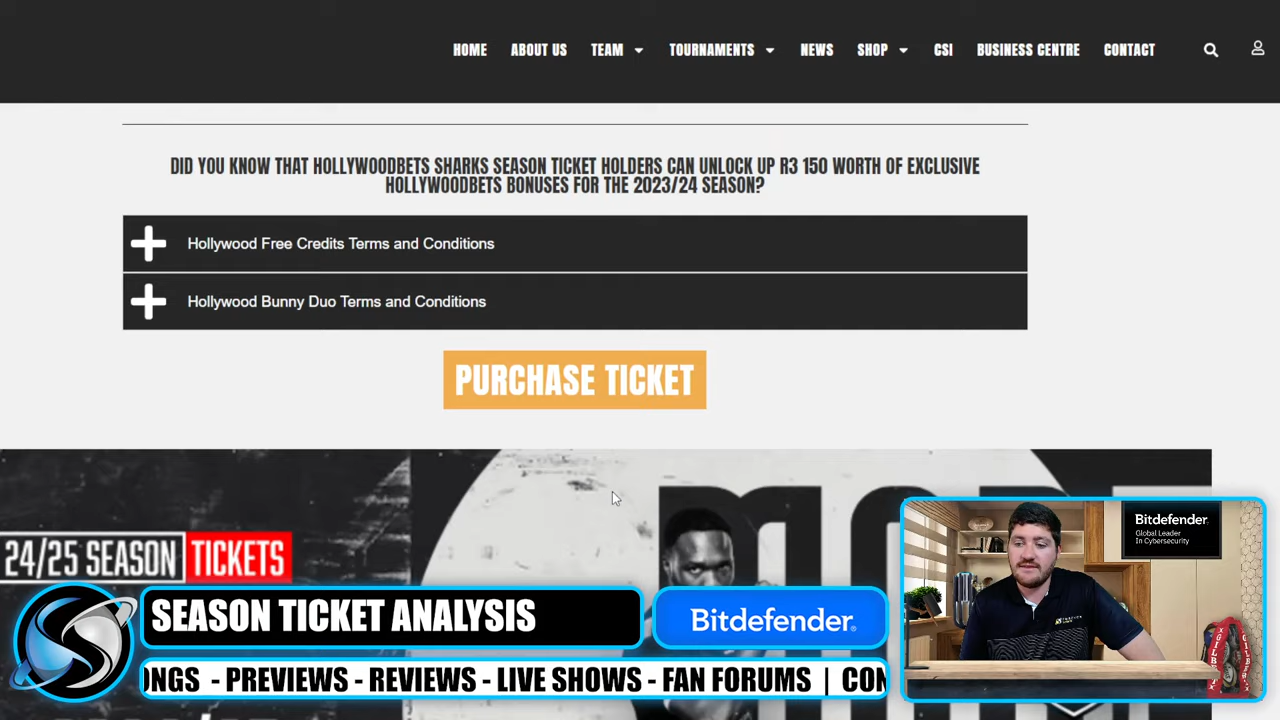 HOME ABOUT US TEAM TOURNAMENTS NEWS SHOP CSI BUSINESS CENTRE CONTACT
DID YOU KNOW THAT HOLLYWOODBETS SHARKS SEASON TICKET HOLDERS CAN UNLOCK UP R3 150 WORTH OF EXCLUSIVE
HOLLYWOODBETS BONUSES FOR THE 2023/24 SEASON?
Hollywood Free Credits Terms and Conditions
Hollywood Bunny Duo Terms and Conditions
PURCHASE TICKET
24/25 SEASON TICKETS
Bitdefender
Global Leader
In Cybersecurity
SEASON TICKET ANALYSIS
Bitdefender
ONGS - PREVIEWS - REVIEWS - LIVE SHOWS - FAN FORUMS | CON